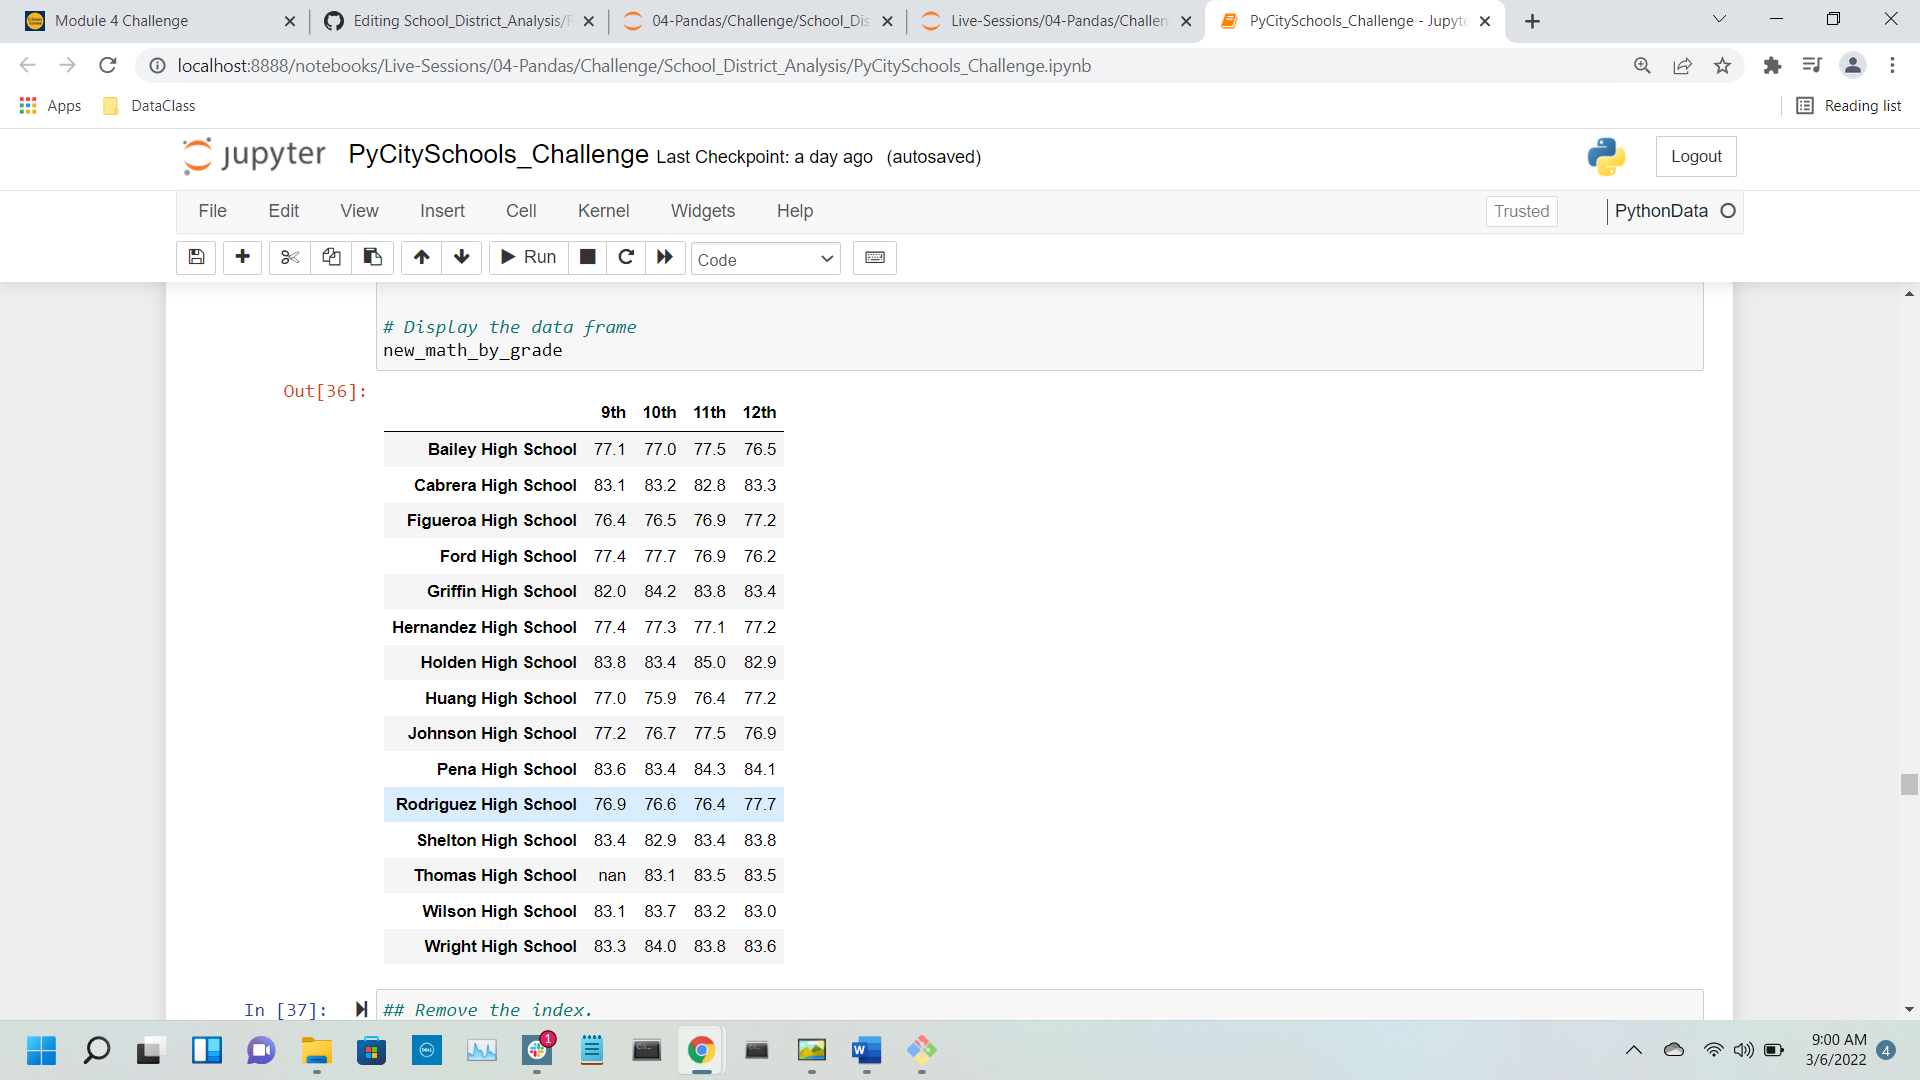 Module 4 Challenge
Editing School_District_Analysis/
04-Pandas/Challenge/School_Dis
Live-Sessions/04-Pandas/Challen
PyCitySchools_Challenge - Jupyte
localhost:8888/notebooks/Live-Sessions/04-Pandas/Challenge/School_District_Analysis/PyCitySchools_Challenge.ipynb
Apps DataClass Reading list
jupyter PyCitySchools_Challenge Last Checkpoint: a day ago (autosaved) Logout
File Edit View Insert Cell Kernel Widgets Help Trusted PythonData
Run Code
# Display the data frame
new_math_by_grade
Out[36]:
9th 10th 11th 12th
Bailey High School 77.1 77.0 77.5 76.5
Cabrera High School 83.1 83.2 82.8 83.3
Figueroa High School 76.4 76.5 76.9 77.2
Ford High School 77.4 77.7 76.9 76.2
Griffin High School 82.0 84.2 83.8 83.4
Hernandez High School 77.4 77.3 77.1 77.2
Holden High School 83.8 83.4 85.0 82.9
Huang High School 77.0 75.9 76.4 77.2
Johnson High School 77.2 76.7 77.5 76.9
Pena High School 83.6 83.4 84.3 84.1
Rodriguez High School 76.9 76.6 76.4 77.7
Shelton High School 83.4 82.9 83.4 83.8
Thomas High School nan 83.1 83.5 83.5
Wilson High School 83.1 83.7 83.2 83.0
Wright High School 83.3 84.0 83.8 83.6
In [37]: ## Remove the index.
1
9:00 AM
3/6/2022
4